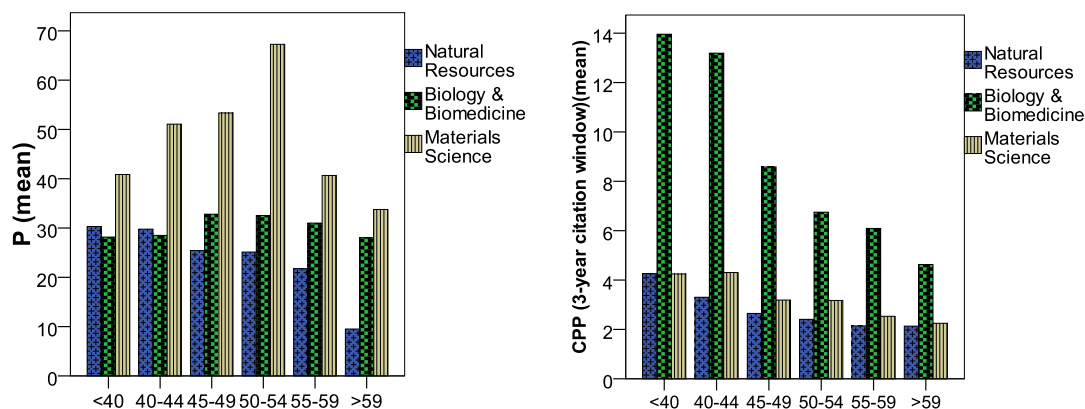 P (mean)
70
60
50
40
30
20
10
0
<40 40-44 45-49 50-54 55-59 >59
Natural
Resources
Biology &
Biomedicine
Materials
Science
CPP (3-year citation window)(mean)
14
12
10
8
6
4
2
0
<40 40-44 45-49 50-54 55-59 >59
Natural
Resources
Biology &
Biomedicine
Materials
Science